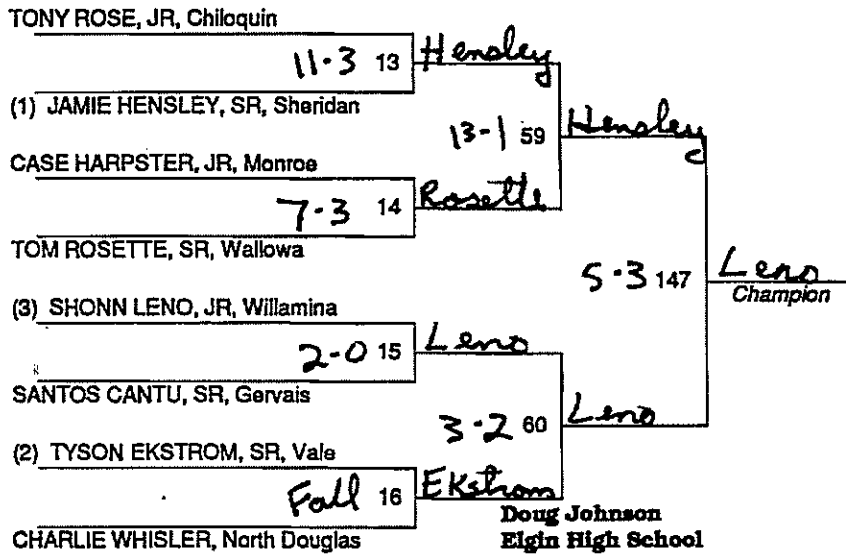 TONY ROSE, JR, Chiloquin
11-3 13 Hensley
(1) JAMIE HENSLEY, SR, Sheridan
13-1 59 Hensley
CASE HARPSTER, JR, Monroe
7-3 14 Rosette
TOM ROSETTE, SR, Wallowa
5-3 147 Leno
Champion
(3) SHONN LENO, JR, Willamina
2-0 15 Leno
SANTOS CANTU, SR, Gervais
3-2 60 Leno
(2) TYSON EKSTROM, SR, Vale
Fall 16 EKstrom
Doug Johnson
Elgin High School
CHARLIE WHISLER, North Douglas